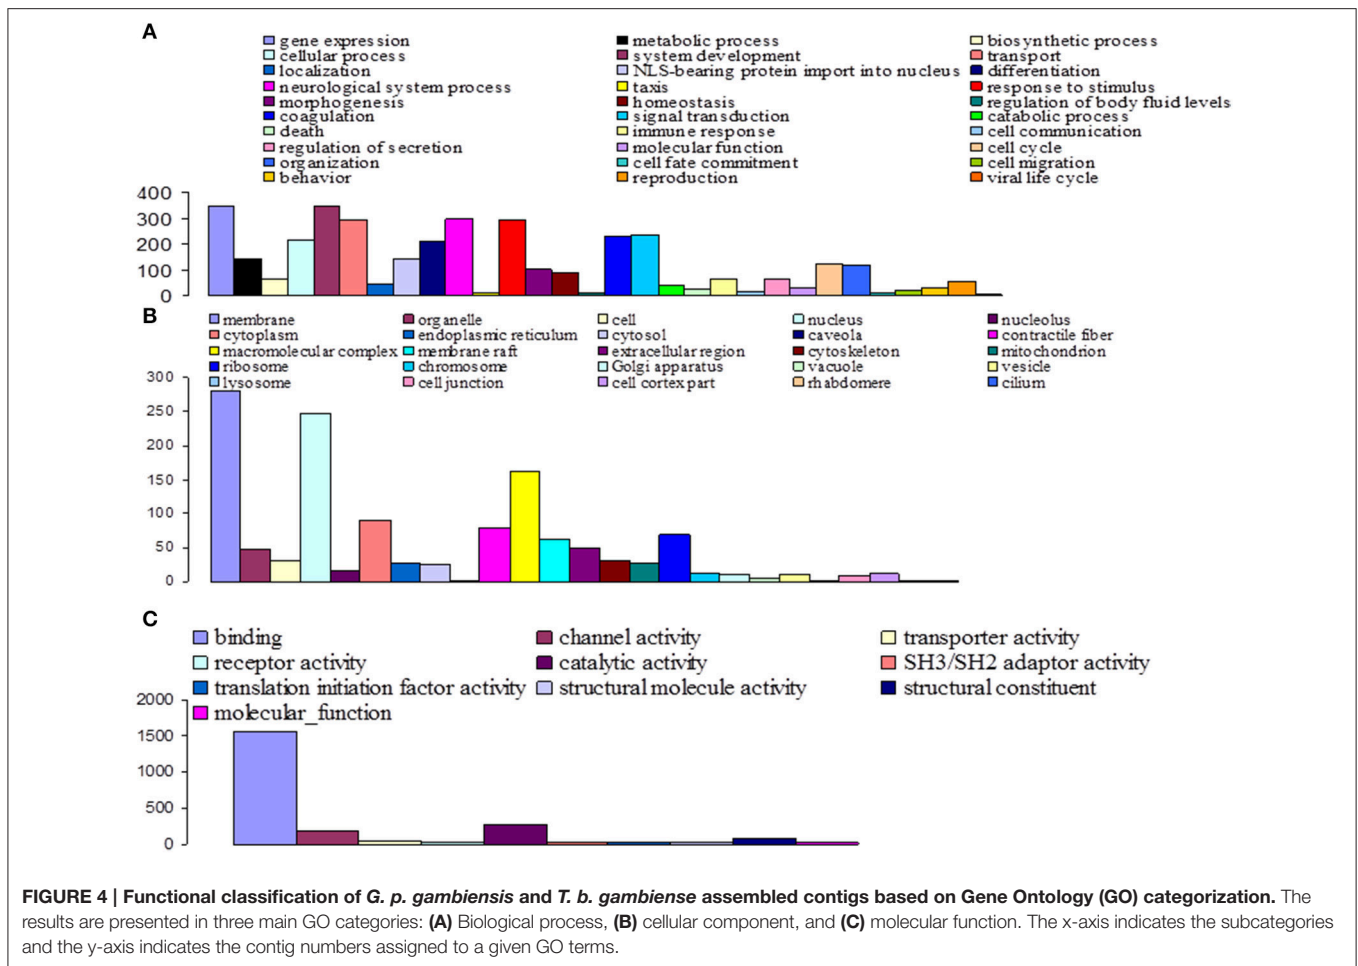 A
gene expression metabolic process biosynthetic process
cellular process system development transport
localization NLS-bearing protein import into nucleus differentiation
neurological system process taxis response to stimulus
morphogenesis homeostasis regulation of body fluid levels
coagulation signal transduction catabolic process
death immune response cell communication
regulation of secretion molecular function cell cycle
organization cell fate commitment cell migration
behavior reproduction viral life cycle
400
300
200
100
0
B
membrane organelle cell nucleus nucleolus
cytoplasm endoplasmic reticulum cytosol caveola contractile fiber
macromolecular complex membrane raft extracellular region cytoskeleton mitochondrion
ribosome chromosome Golgi apparatus vacuole vesicle
lysosome cell junction cell cortex part rhabdomere cilium
300
250
200
150
100
50
0
C
binding channel activity transporter activity
receptor activity catalytic activity SH3/SH2 adaptor activity
translation initiation factor activity structural molecule activity structural constituent
molecular_function
2000
1500
1000
500
0
FIGURE 4 | Functional classification of G. p. gambiensis and T. b. gambiense assembled contigs based on Gene Ontology (GO) categorization. The
results are presented in three main GO categories: (A) Biological process, (B) cellular component, and (C) molecular function. The x-axis indicates the subcategories
and the y-axis indicates the contig numbers assigned to a given GO terms.